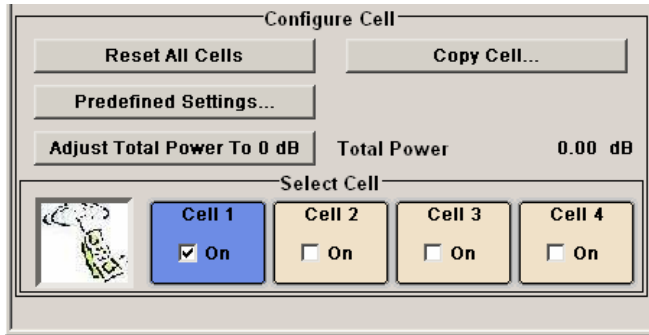 Configure Cell
Reset All Cells Copy Cell...
Predefined Settings...
Adjust Total Power To 0 dB Total Power 0.00 dB
Select Cell
Cell 1 Cell 2 Cell 3 Cell 4
On On On On